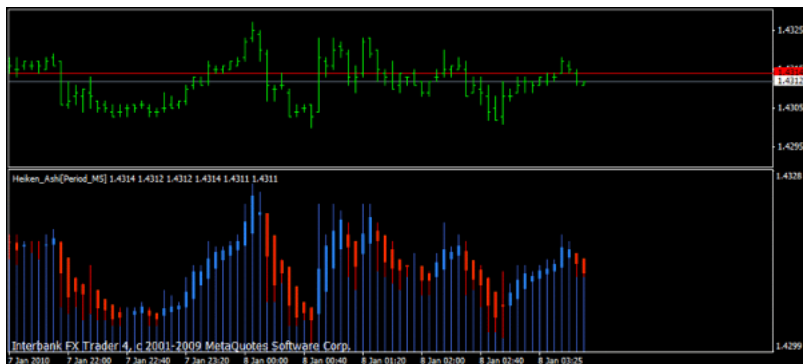 1.4325
1.4312
1.4305
1.4295
Heiken_Ashi[Period_MS] 1.4314 1.4312 1.4312 1.4314 1.4311 1.4311
1.4328
Interbank FX Trader 4, c 2001-2009 MetaQuotes Software Corp.
1.4299
7 Jan 2010 7 Jan 22:00 7 Jan 22:40 7 Jan 23:20 8 Jan 00:00 8 Jan 00:40 8 Jan 01:20 8 Jan 02:00 8 Jan 02:40 8 Jan 03:25